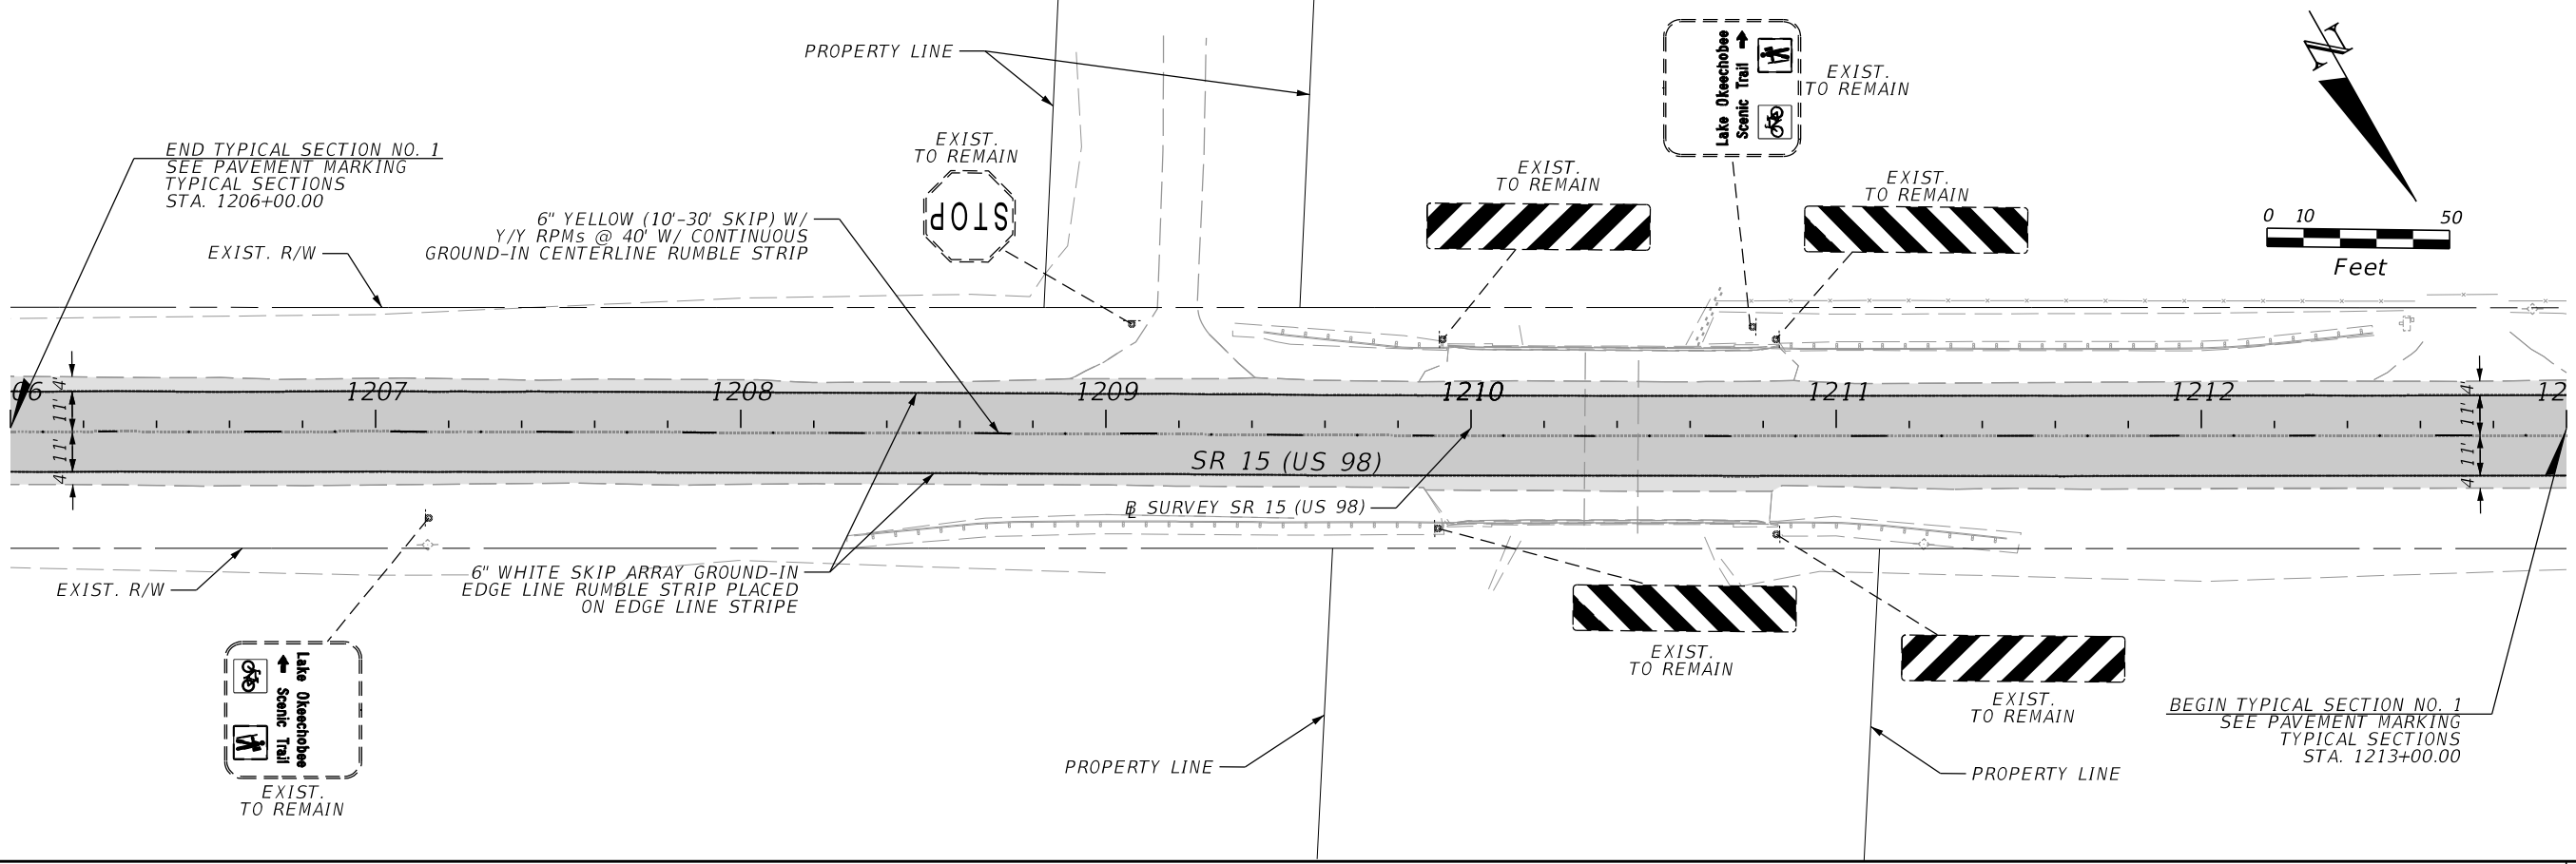 PROPERTY LINE
END TYPICAL SECTION NO. 1
SEE PAVEMENT MARKING
TYPICAL SECTIONS
STA. 1206+00.00
EXIST. R/W
6" YELLOW (10'-30' SKIP) W/
Y/Y RPMs @ 40' W/ CONTINUOUS
GROUND-IN CENTERLINE RUMBLE STRIP
EXIST.
TO REMAIN
STOP
EXIST.
TO REMAIN
Lake Okeechobee
Scenic Trail
EXIST.
TO REMAIN
EXIST.
TO REMAIN
N
0 10 50
Feet
06 1207 1208 1209 1210 1211 1212 12
4'
11'
11'
4'
4'
11'
11'
4'
SR 15 (US 98)
℄ SURVEY SR 15 (US 98)
EXIST. R/W
6" WHITE SKIP ARRAY GROUND-IN
EDGE LINE RUMBLE STRIP PLACED
ON EDGE LINE STRIPE
Lake Okeechobee
Scenic Trail
EXIST.
TO REMAIN
EXIST.
TO REMAIN
EXIST.
TO REMAIN
PROPERTY LINE
PROPERTY LINE
BEGIN TYPICAL SECTION NO. 1
SEE PAVEMENT MARKING
TYPICAL SECTIONS
STA. 1213+00.00